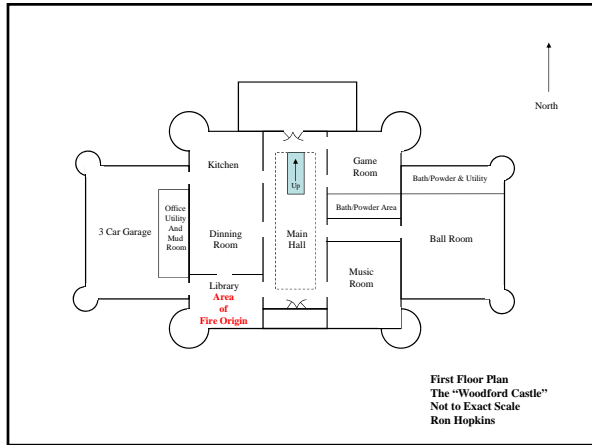 North
Kitchen
Game
Room
Up
Bath/Powder & Utility
Office
Utility
And
Mud
Room
Bath/Powder Area
3 Car Garage
Dinning
Room
Main
Hall
Ball Room
Library
Area
of
Fire Origin
Music
Room
First Floor Plan
The "Woodford Castle"
Not to Exact Scale
Ron Hopkins